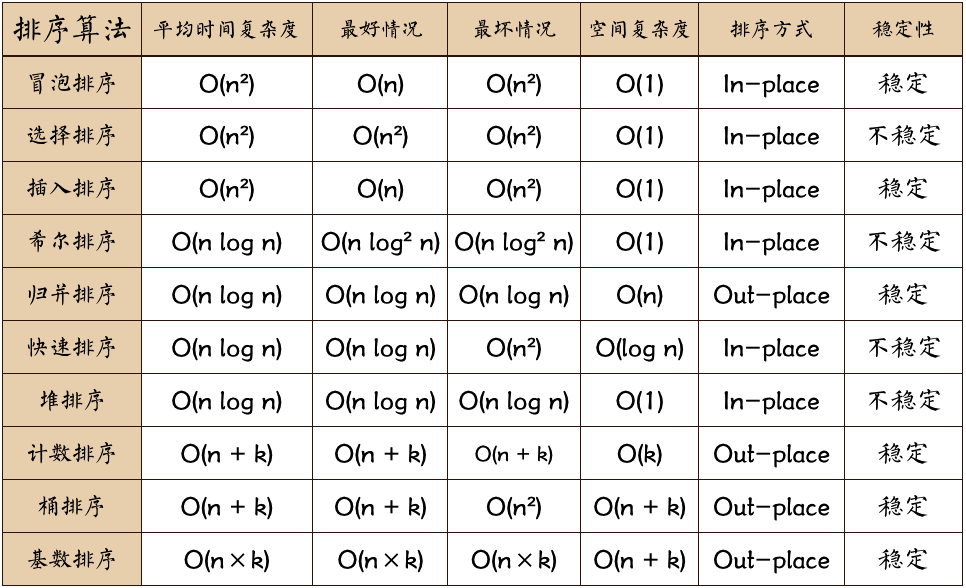 排序算法 平均时间复杂度 最好情况 最坏情况 空间复杂度 排序方式 稳定性
冒泡排序 O(n²) O(n) O(n²) O(1) In-place 稳定
选择排序 O(n²) O(n²) O(n²) O(1) In-place 不稳定
插入排序 O(n²) O(n) O(n²) O(1) In-place 稳定
希尔排序 O(n log n) O(n log² n) O(n log² n) O(1) In-place 不稳定
归并排序 O(n log n) O(n log n) O(n log n) O(n) Out-place 稳定
快速排序 O(n log n) O(n log n) O(n²) O(log n) In-place 不稳定
堆排序 O(n log n) O(n log n) O(n log n) O(1) In-place 不稳定
计数排序 O(n + k) O(n + k) O(n + k) O(k) Out-place 稳定
桶排序 O(n + k) O(n + k) O(n²) O(n + k) Out-place 稳定
基数排序 O(n×k) O(n×k) O(n×k) O(n + k) Out-place 稳定